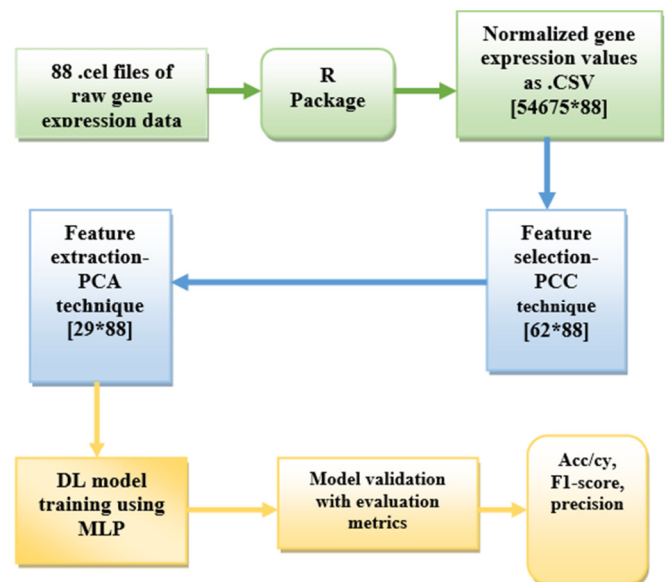 88 .cel files of
raw gene
expression data
R
Package
Normalized gene
expression values
as .CSV
[54675*88]
Feature
selection-
PCC
technique
[62*88]
Feature
extraction-
PCA
technique
[29*88]
DL model
training using
MLP
Model validation
with evaluation
metrics
Acc/cy,
F1-score,
precision